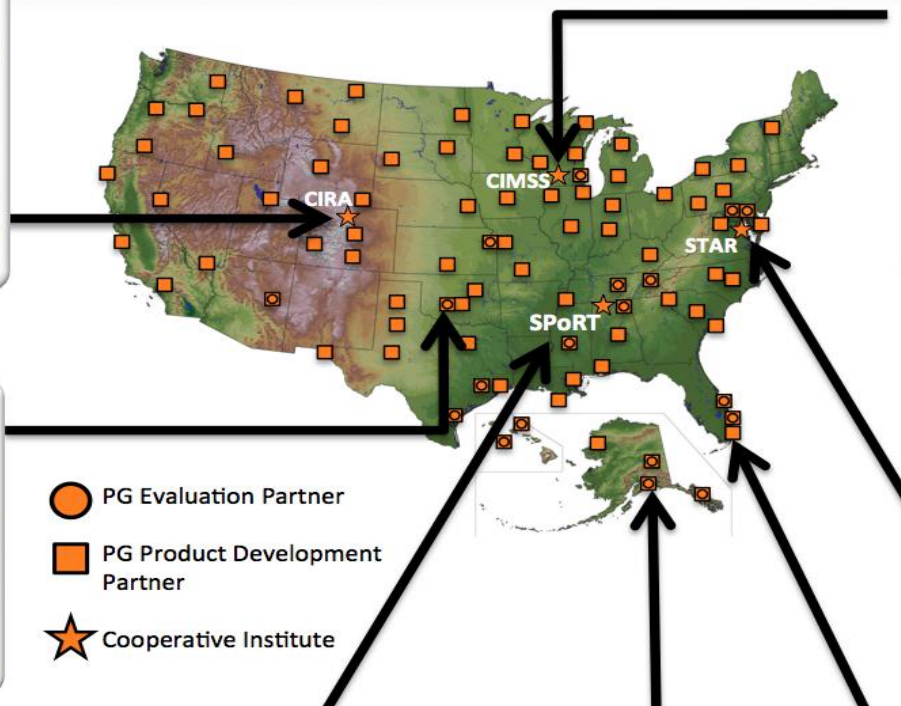 CIMSS
CIRA
STAR
SPoRT
PG Evaluation Partner
PG Product Development
Partner
Cooperative Institute